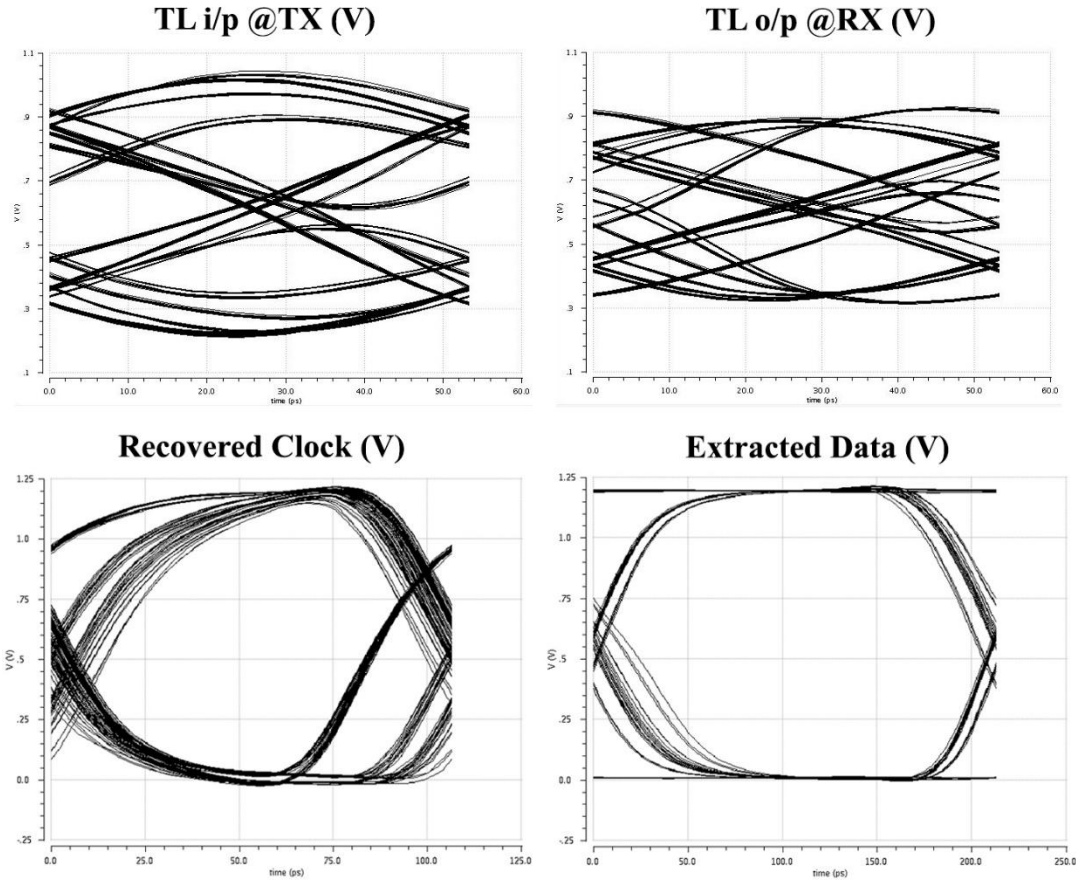 TL i/p @TX (V)
TL o/p @RX (V)
1.1
.9
.7
.5
.3
.1
V (V)
0.0 10.0 20.0 30.0 40.0 50.0 60.0
time (ps)
1.1
.9
.7
.5
.3
.1
V (V)
0.0 10.0 20.0 30.0 40.0 50.0 60.0
time (ps)
Recovered Clock (V)
Extracted Data (V)
1.25
1.0
.75
.5
.25
0.0
-.25
V (V)
0.0 25.0 50.0 75.0 100.0 125.0
time (ps)
1.25
1.0
.75
.5
.25
0.0
-.25
V (V)
0.0 50.0 100.0 150.0 200.0 250.0
time (ps)